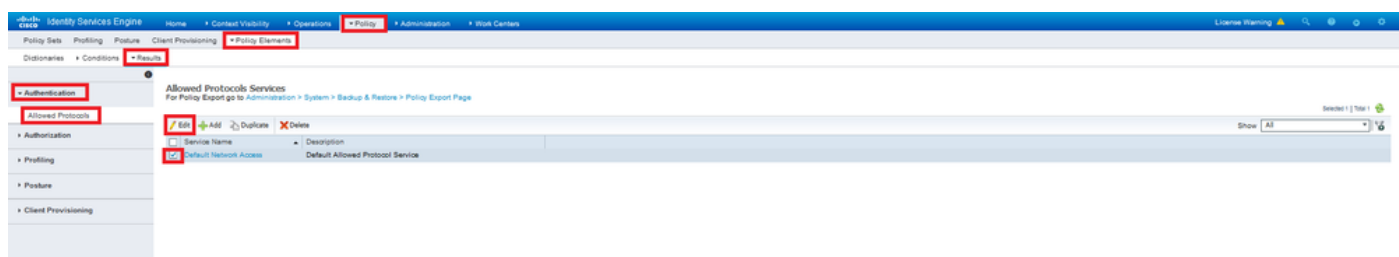 CISCO Identity Services Engine Home Context Visibility Operations Policy Administration Work Centers License Warning
Policy Sets Profiling Posture Client Provisioning Policy Elements
Dictionaries Conditions Results
Authentication
Allowed Protocols
Authorization
Profiling
Posture
Client Provisioning
Allowed Protocols Services
For Policy Export go to Administration > System > Backup & Restore > Policy Export Page
Selected 1 | Total 1
Edit Add Duplicate Delete Show All
Service Name Description
Default Network Access Default Allowed Protocol Service